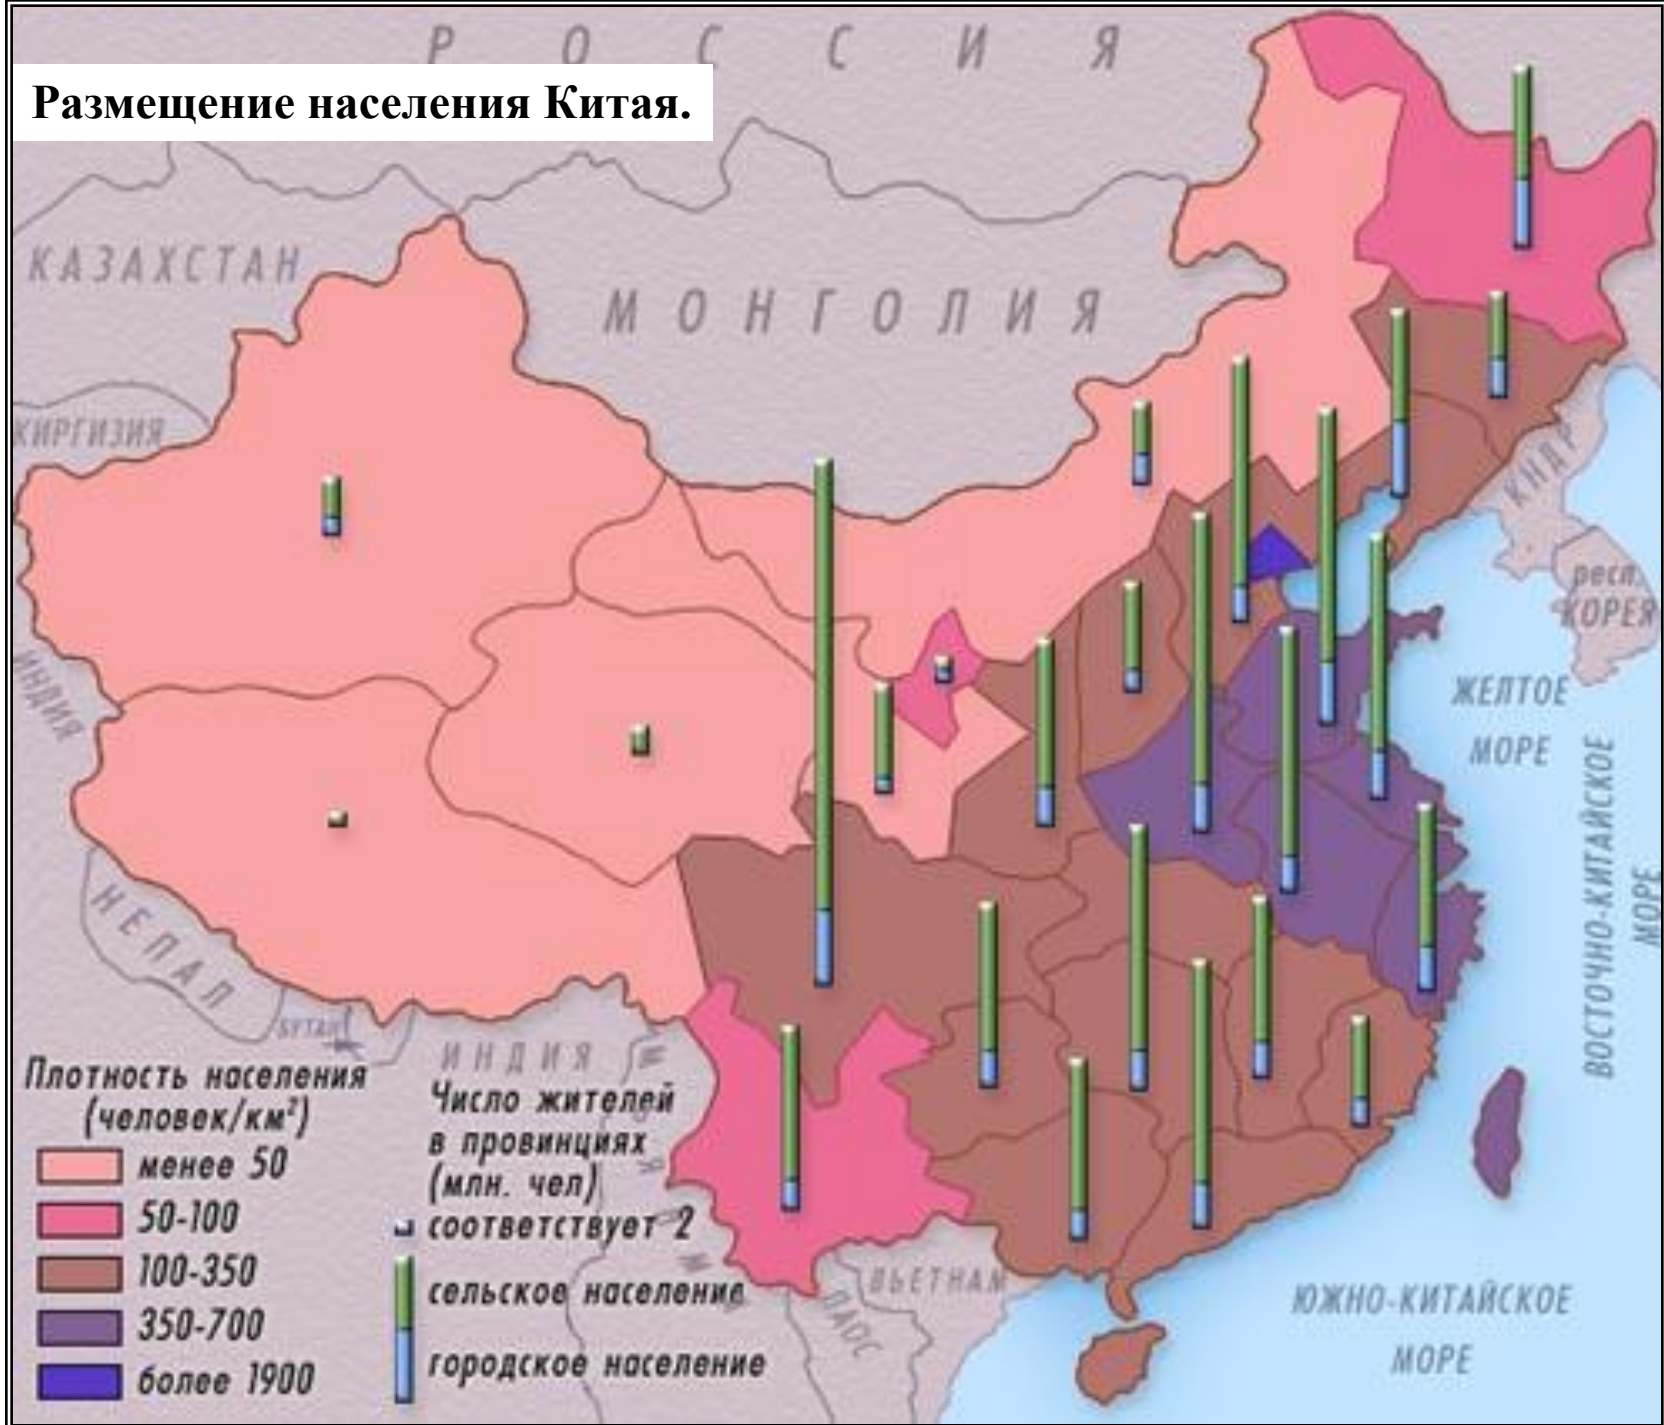 РОССИЯ
Размещение населения Китая.
КАЗАХСТАН
МОНГОЛИЯ
КИРГИЗИЯ
КНДР
респ.
КОРЕЯ
ИНДИЯ
ЖЕЛТОЕ
МОРЕ
ВОСТОЧНО-КИТАЙСКОЕ
МОРЕ
НЕПАЛ
БУТАН
ИНДИЯ
Плотность населения
(человек/км²)
менее 50
50-100
100-350
350-700
более 1900
Число жителей
в провинциях
(млн. чел)
соответствует 2
сельское население
городское население
ВЬЕТНАМ
ЛАОС
ЮЖНО-КИТАЙСКОЕ
МОРЕ